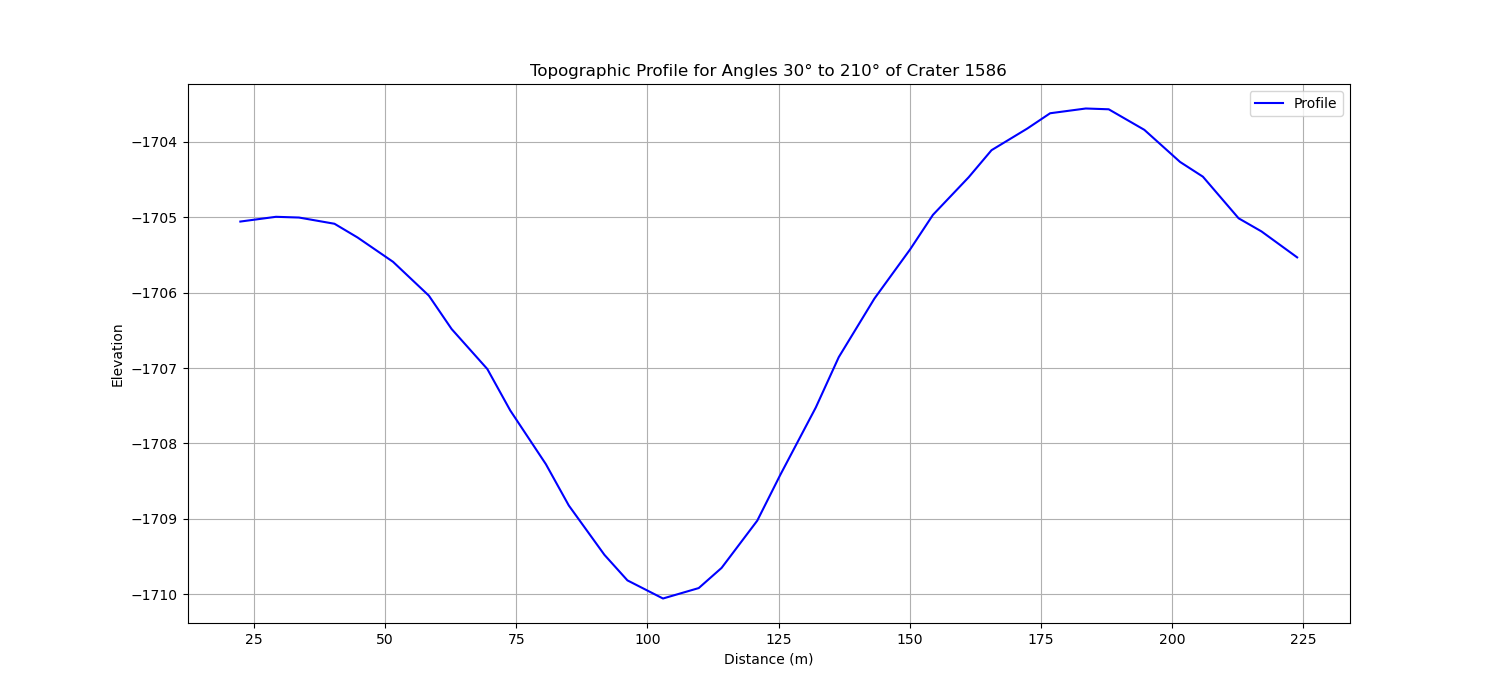 Topographic Profile for Angles 30° to 210° of Crater 1586
Profile
−1704
−1705
−1706
−1707
−1708
−1709
−1710
Elevation
25 50 75 100 125 150 175 200 225
Distance (m)